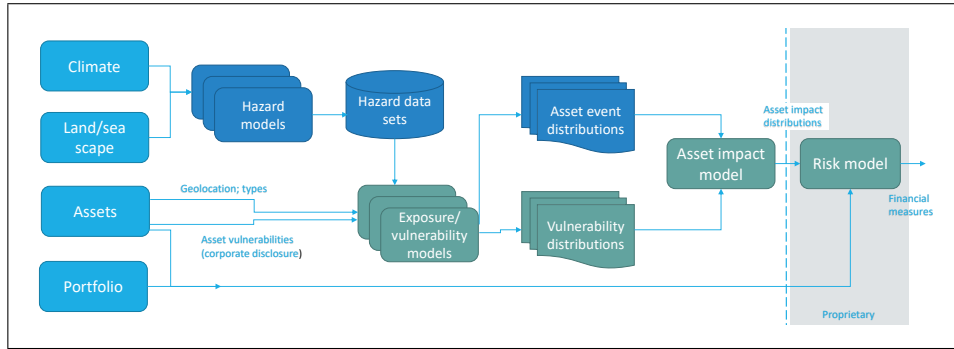 Climate
Land/sea
scape
Assets
Portfolio
Hazard
models
Hazard data
sets
Geolocation; types
Asset vulnerabilities
(corporate disclosure)
Exposure/
vulnerability
models
Asset event
distributions
Vulnerability
distributions
Asset impact
model
Asset impact
distributions
Risk model
Financial
measures
Proprietary